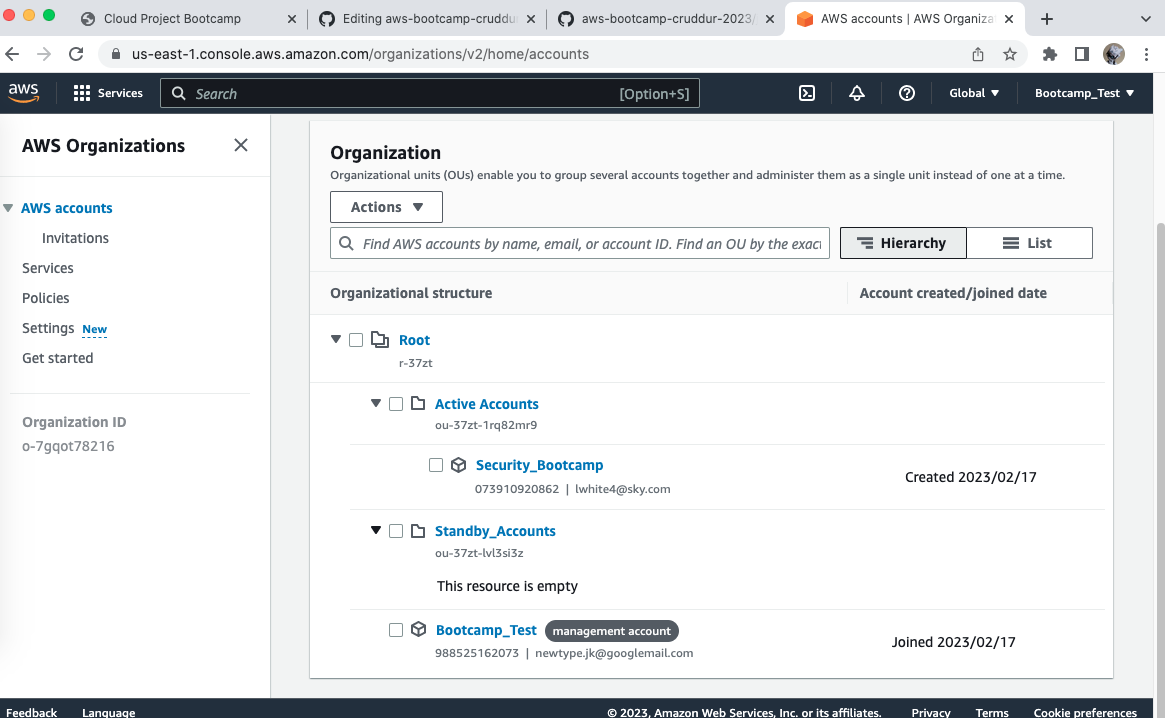 Cloud Project Bootcamp
Editing aws-bootcamp-cruddu
aws-bootcamp-cruddur-2023/
AWS accounts | AWS Organiza
us-east-1.console.aws.amazon.com/organizations/v2/home/accounts
aws
Services
Search
[Option+S]
Global
Bootcamp_Test
AWS Organizations
AWS accounts
Invitations
Services
Policies
Settings New
Get started
Organization ID
o-7gqot78216
Organization
Organizational units (OUs) enable you to group several accounts together and administer them as a single unit instead of one at a time.
Actions
Find AWS accounts by name, email, or account ID. Find an OU by the exact
Hierarchy
List
Organizational structure
Account created/joined date
Root
r-37zt
Active Accounts
ou-37zt-1rq82mr9
Security_Bootcamp
073910920862 | lwhite4@sky.com
Created 2023/02/17
Standby_Accounts
ou-37zt-lvl3si3z
This resource is empty
Bootcamp_Test management account
988525162073 | newtype.jk@googlemail.com
Joined 2023/02/17
Feedback
Language
© 2023, Amazon Web Services, Inc. or its affiliates.
Privacy
Terms
Cookie preferences